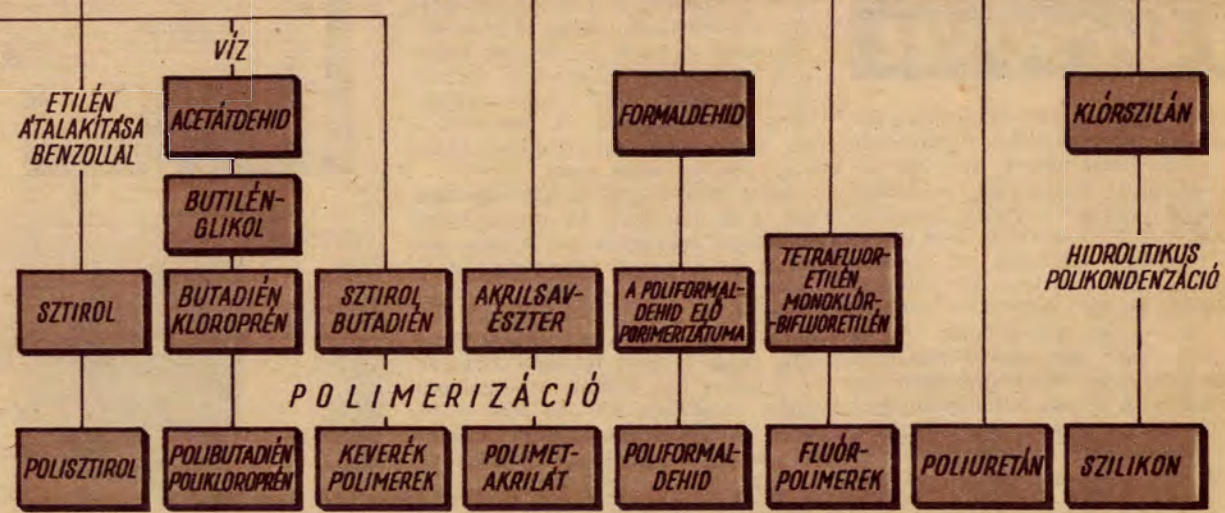 VÍZ
ETILÉN
ÁTALAKÍTÁSA
BENZOLLAL
ACETÁTDEHID
FORMALDEHID
KLÓRSZILÁN
BUTILÉN-
GLIKOL
HIDROLITIKUS
POLIKONDENZÁCIÓ
SZTIROL
BUTADIÉN
KLOROPRÉN
SZTIROL
BUTADIÉN
AKRILSAV-
ÉSZTER
A POLIFORMAL-
DEHID ELŐ
PORIMERIZÁTUMA
TETRAFLUOR-
ETILÉN
MONOKLÓR-
-BIFLUORETILÉN
POLIMERIZÁCIÓ
POLISZTIROL
POLIBUTADIÉN
POLIKLOROPRÉN
KEVERÉK
POLIMEREK
POLIMET-
AKRILÁT
POLIFORMAL-
DEHID
FLUÓR-
POLIMEREK
POLIURETÁN
SZILIKON